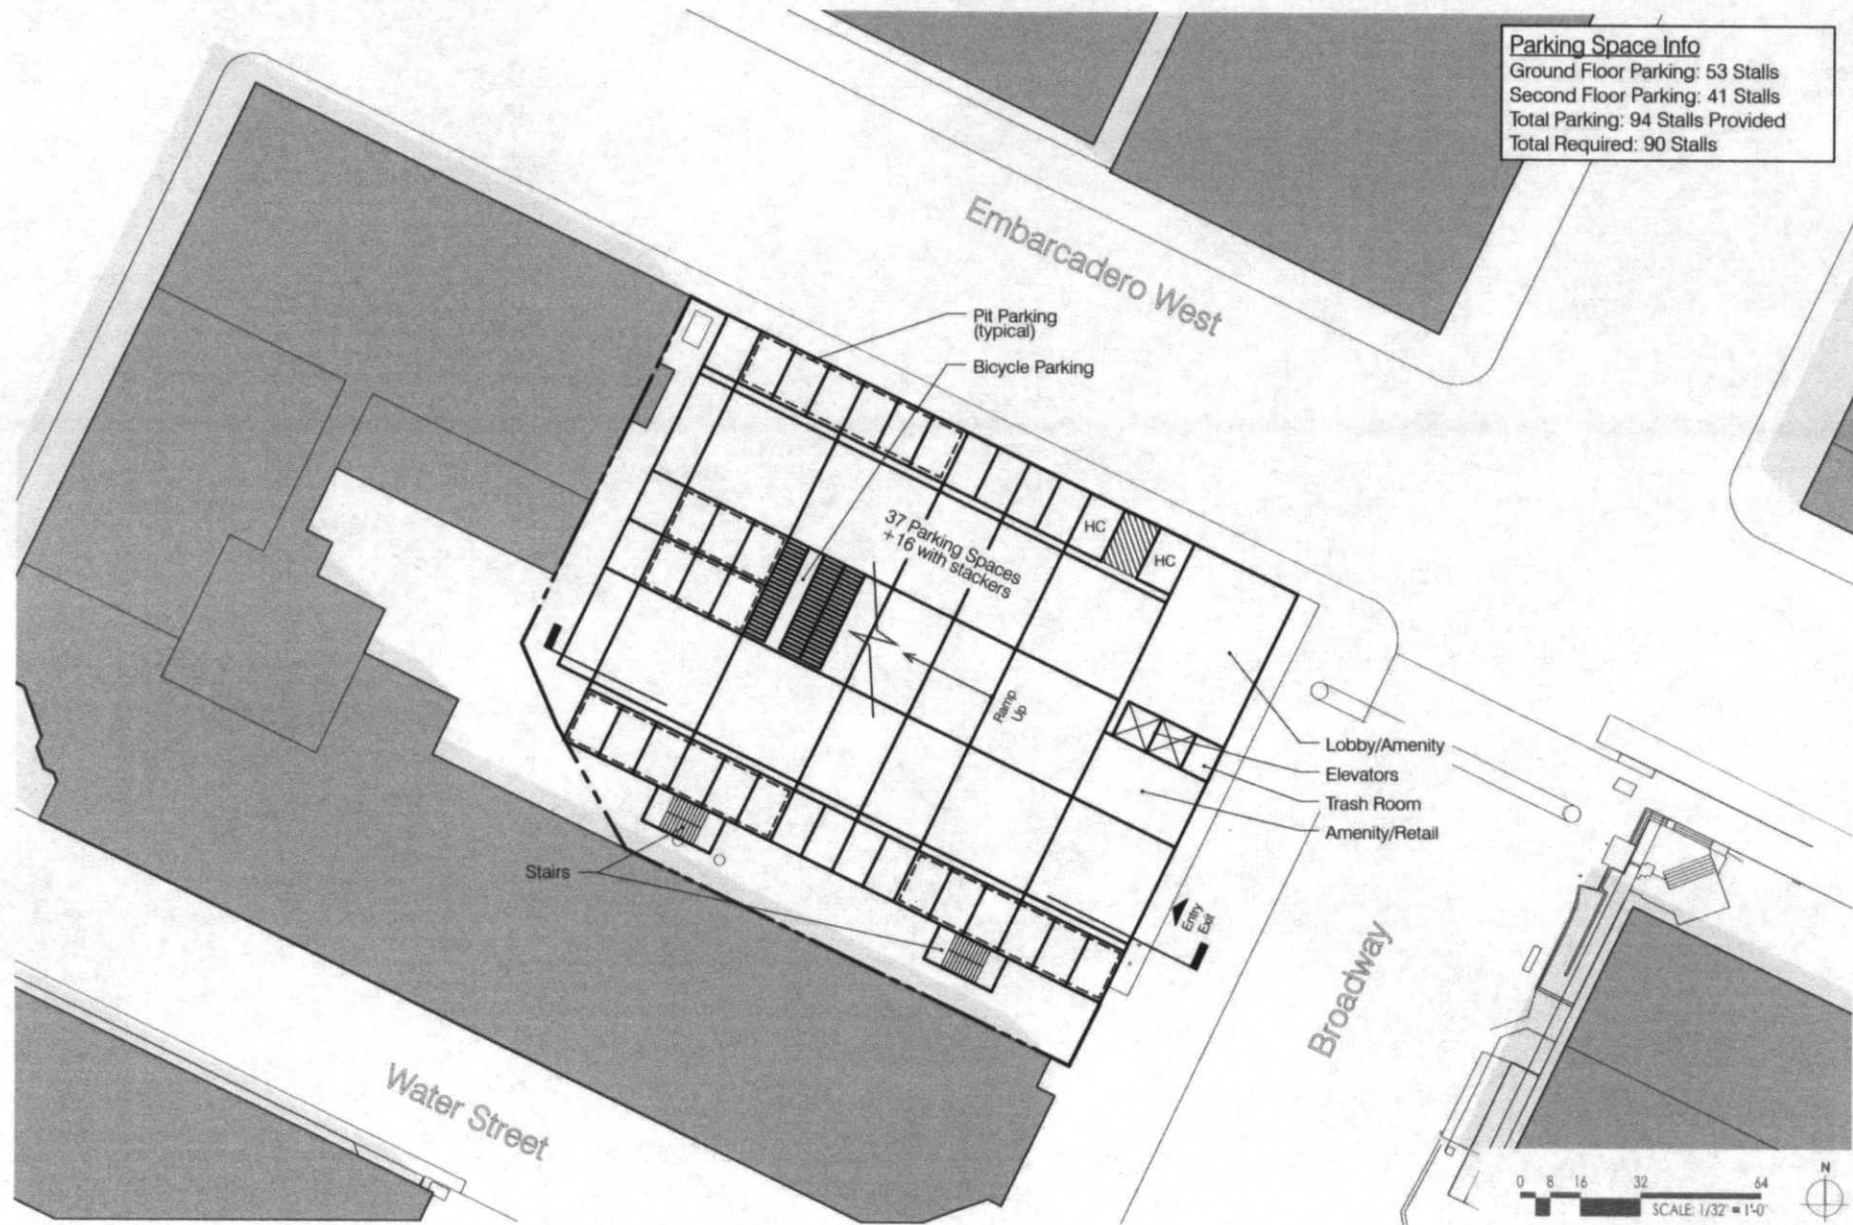 Parking Space Info
Ground Floor Parking: 53 Stalls
Second Floor Parking: 41 Stalls
Total Parking: 94 Stalls Provided
Total Required: 90 Stalls
Embarcadero West
Pit Parking
(typical)
Bicycle Parking
37 Parking Spaces
+16 with stackers
HC
HC
Ramp
Up
Lobby/Amenity
Elevators
Trash Room
Amenity/Retail
Stairs
Entry
Exit
Broadway
Water Street
0 8 16 32 64
SCALE: 1/32" = 1'-0"
N